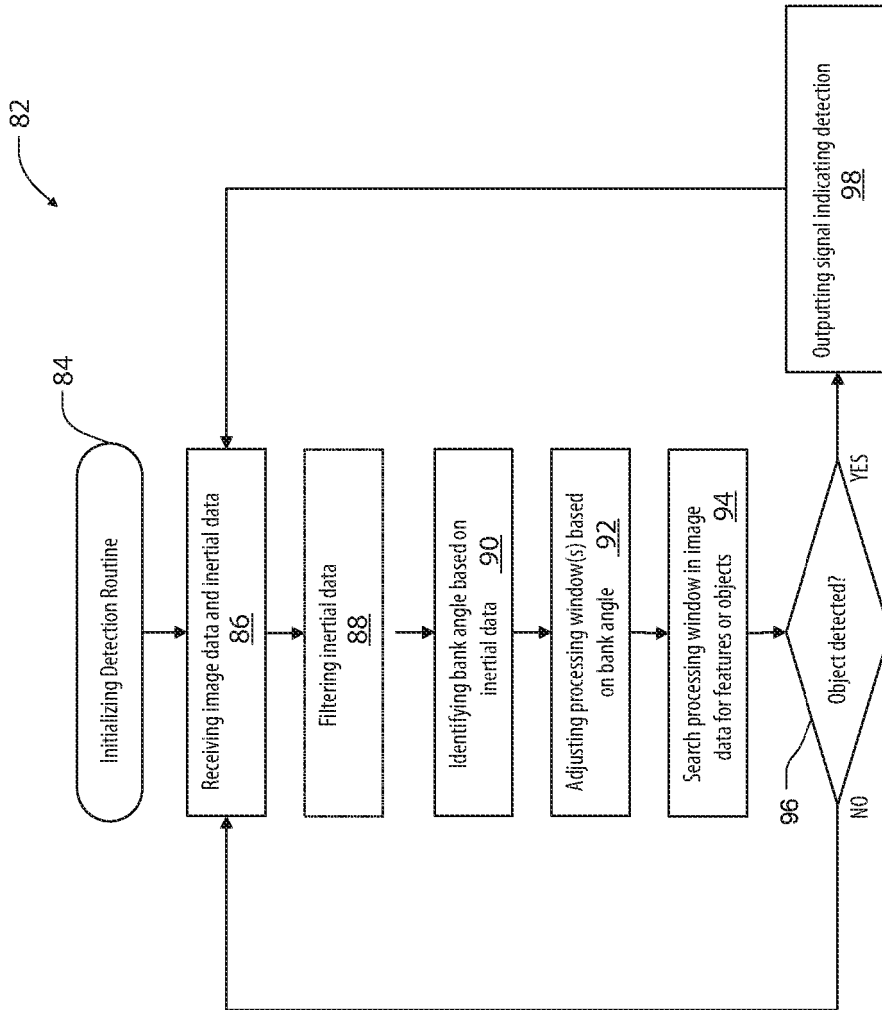 82
84
Initializing Detection Routine
Receiving image data and inertial data
86
Filtering inertial data
88
Identifying bank angle based on
inertial data 90
Adjusting processing window(s) based
on bank angle 92
Search processing window in image
data for features or objects 94
96
Object detected?
NO
YES
Outputting signal indicating detection
98